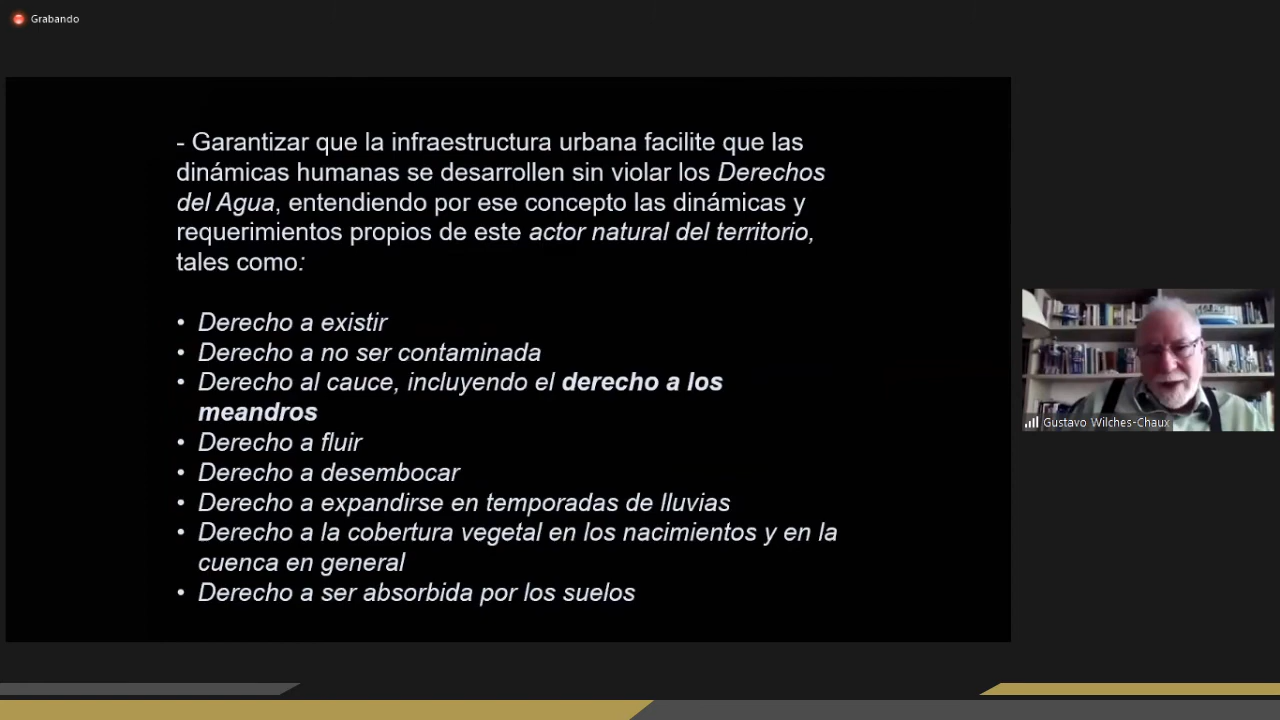 Grabando
- Garantizar que la infraestructura urbana facilite que las
dinámicas humanas se desarrollen sin violar los Derechos
del Agua, entendiendo por ese concepto las dinámicas y
requerimientos propios de este actor natural del territorio,
tales como:
• Derecho a existir
• Derecho a no ser contaminada
• Derecho al cauce, incluyendo el derecho a los
meandros
• Derecho a fluir
• Derecho a desembocar
• Derecho a expandirse en temporadas de lluvias
• Derecho a la cobertura vegetal en los nacimientos y en la
cuenca en general
• Derecho a ser absorbida por los suelos
Gustavo Wilches-Chaux